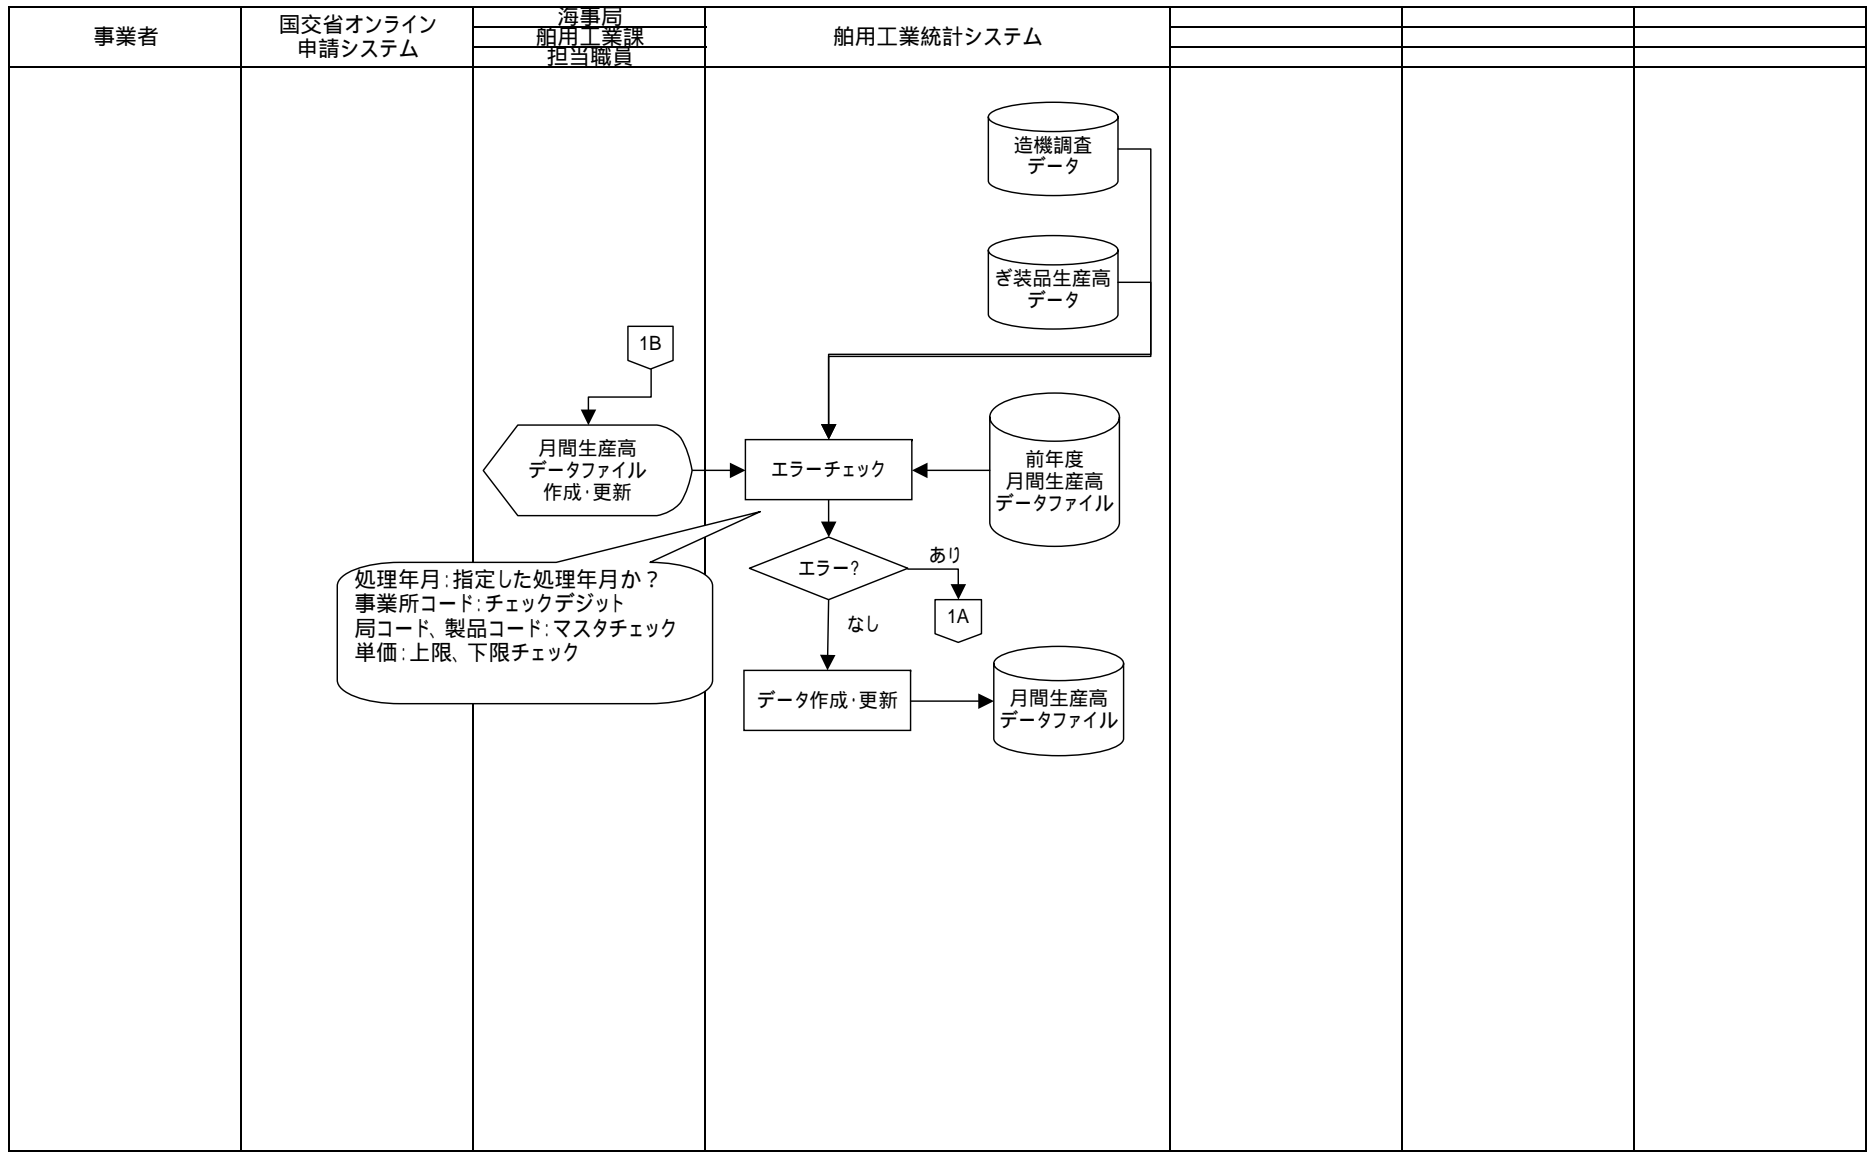 事業者
国交省オンライン
申請システム
海事局
舶用工業課
担当職員
舶用工業統計システム
造機調査
データ
ぎ装品生産高
データ
1B
月間生産高
データファイル
作成・更新
エラーチェック
前年度
月間生産高
データファイル
エラー?
あり
1A
なし
処理年月：指定した処理年月か？
事業所コード：チェックデジット
局コード、製品コード：マスタチェック
単価：上限、下限チェック
データ作成・更新
月間生産高
データファイル